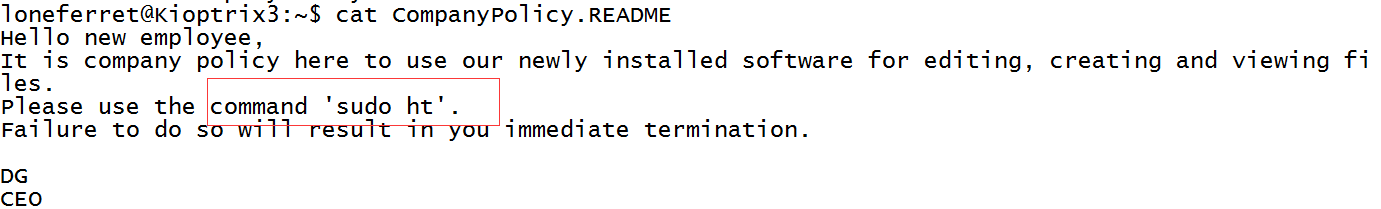 loneferret@Kioptrix3:~$ cat CompanyPolicy.README
Hello new employee,
It is company policy here to use our newly installed software for editing, creating and viewing fi
les.
Please use the command 'sudo ht'.
Failure to do so will result in you immediate termination.
DG
CEO